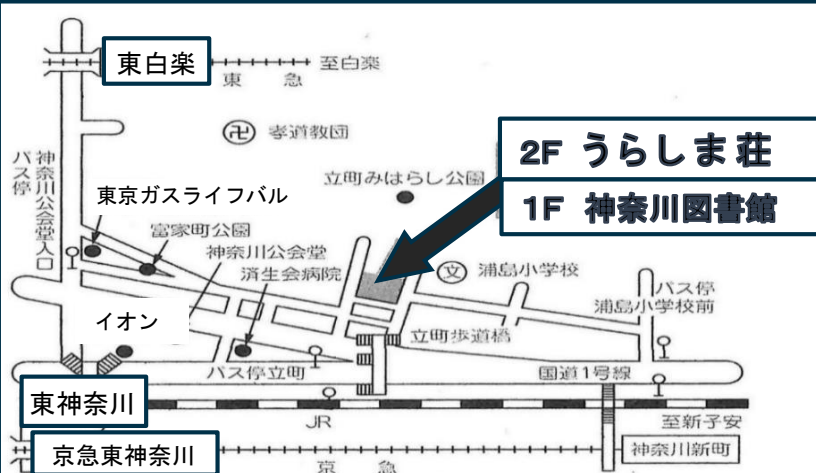 東白楽
至白楽
東 急
卍 孝道教団
2F うらしま荘
1F 神奈川図書館
立町みはらし公園
神奈川公会堂入口
バス停
東京ガスライフバル
富家町公園
神奈川公会堂
済生会病院
文 浦島小学校
バス停
浦島小学校前
イオン
立町歩道橋
バス停立町
国道1号線
東神奈川
JR
至新子安
京急東神奈川
京 急
神奈川新町